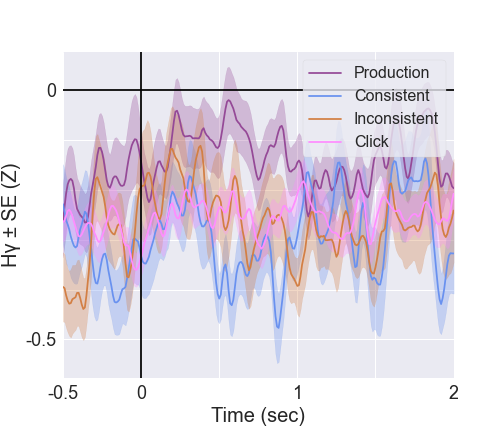 Production
Consistent
Inconsistent
Click
0
-0.5
Hγ ± SE (Z)
-0.5
0
1
2
Time (sec)